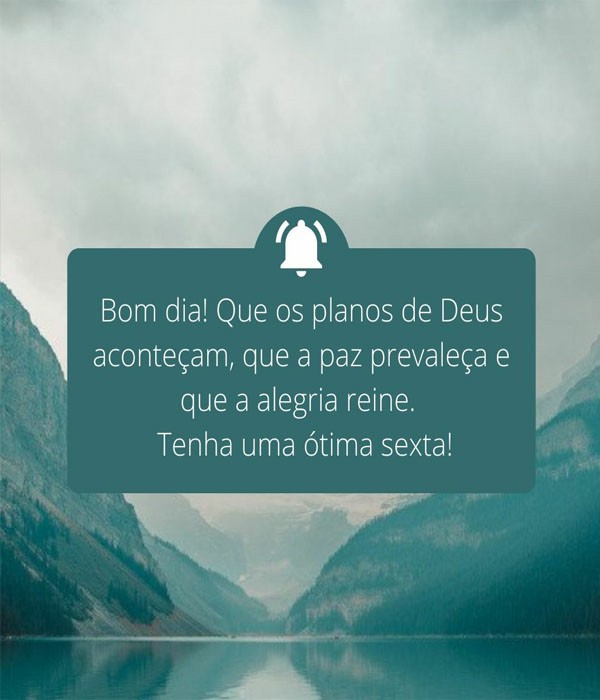 Bom dia! Que os planos de Deus
aconteçam, que a paz prevaleça e
que a alegria reine.
Tenha uma ótima sexta!